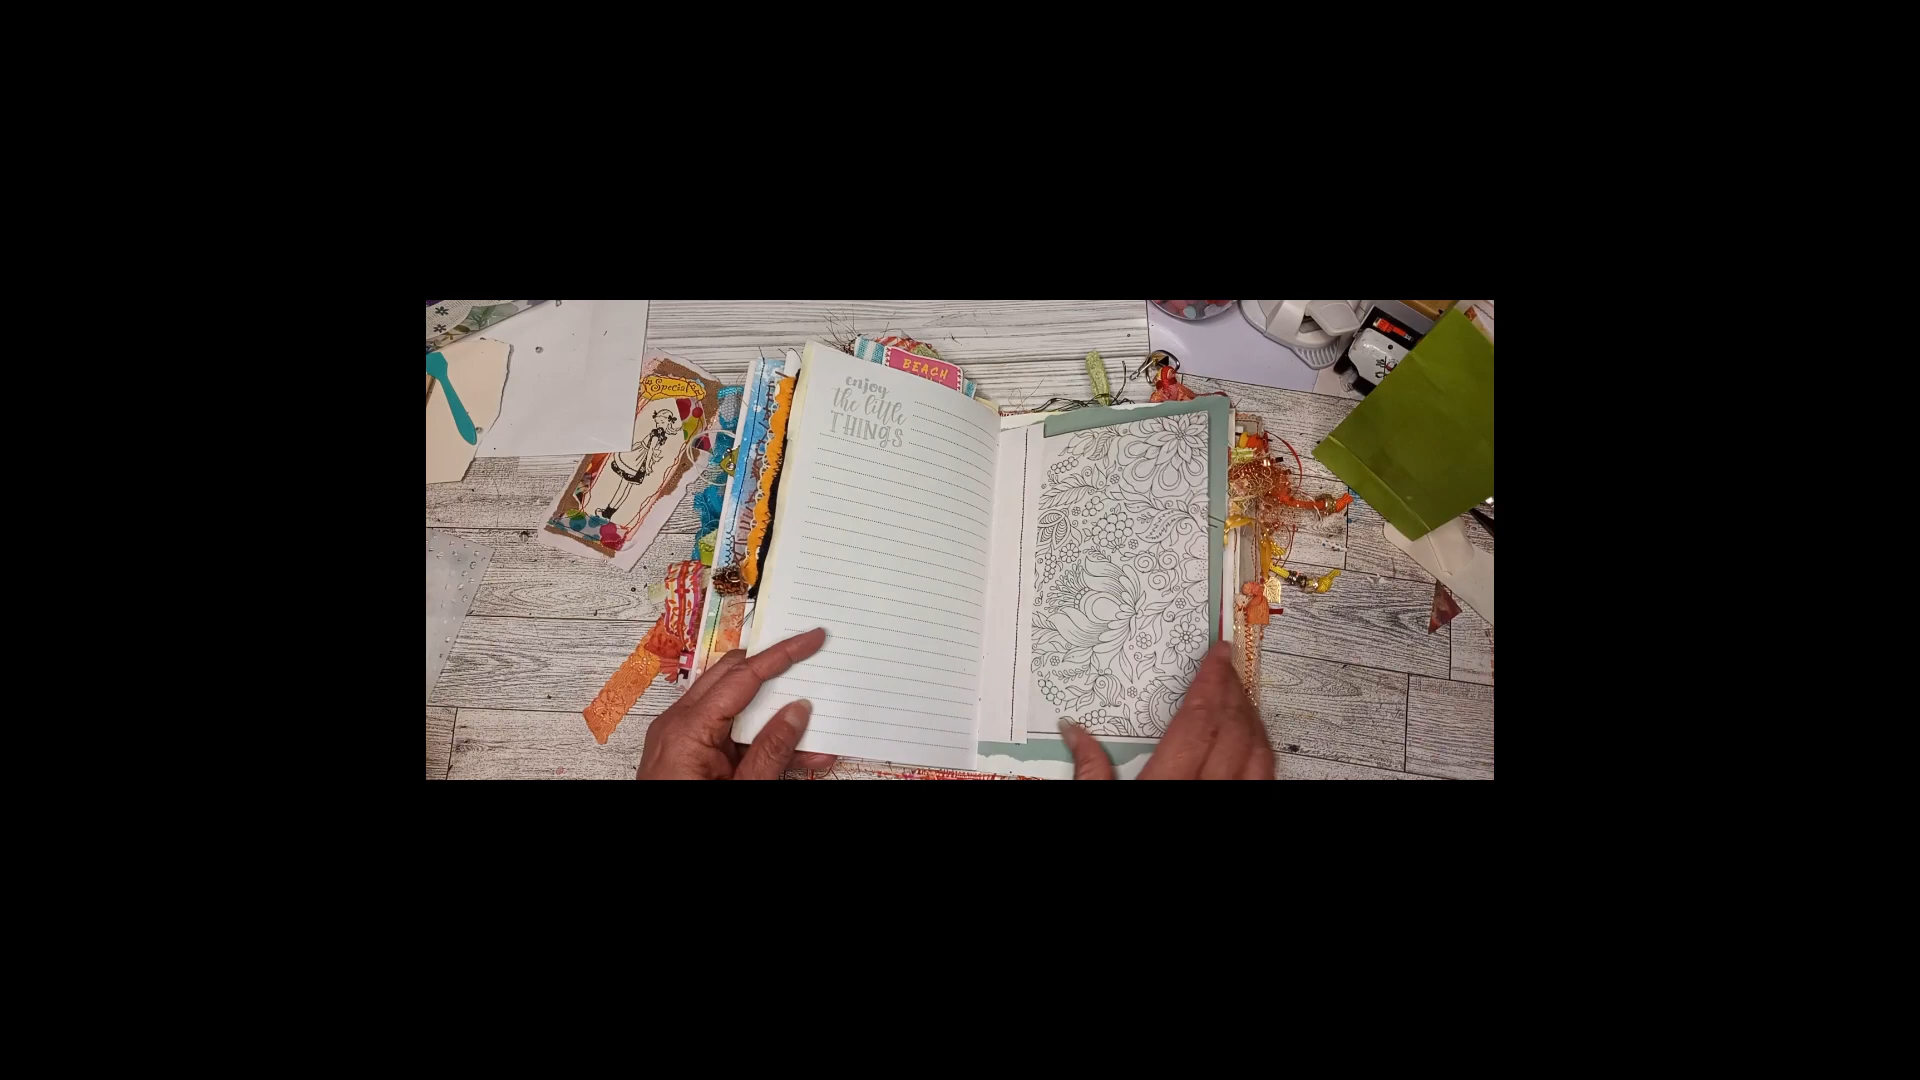 BEACH
enjoy
the little
THINGS
Special